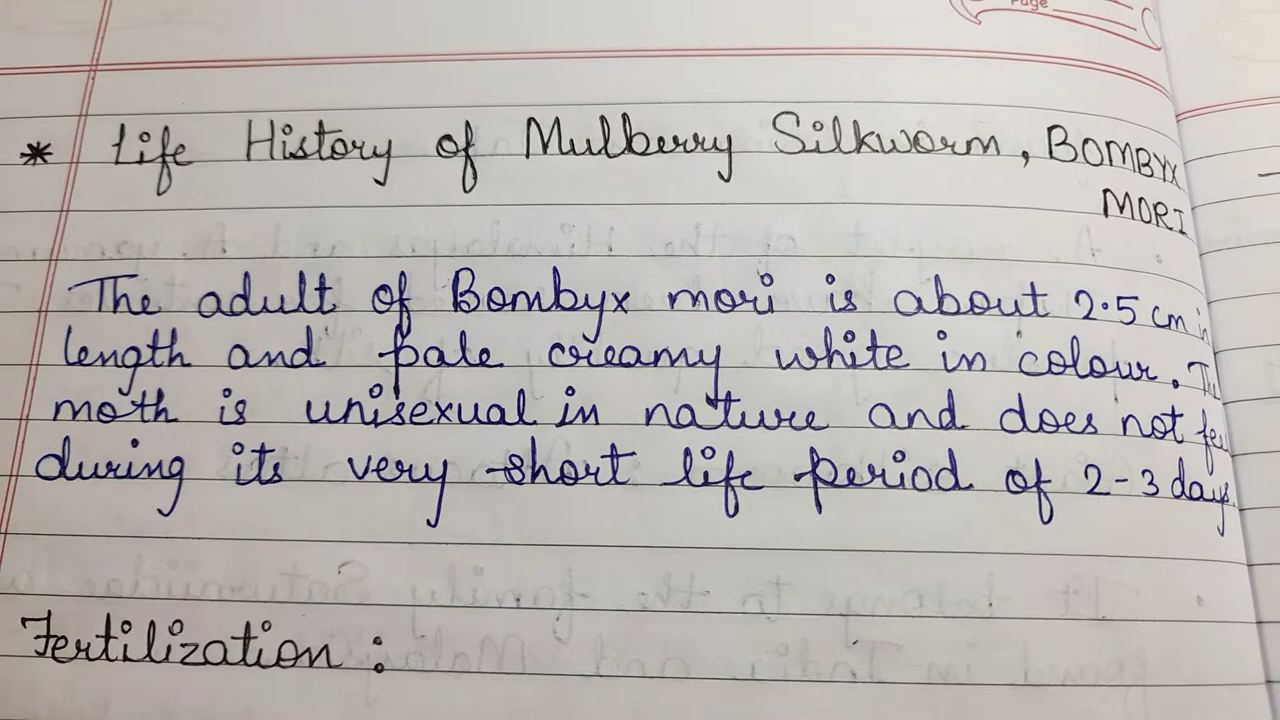 Page
* Life History of Mulberry Silkworm, BOMBYX
MORI
The adult of Bombyx mori is about 2.5 cm in
length and pale creamy white in colour.
moth is unisexual in nature and does not
during its very short life period of 2-3 days
Fertilization :